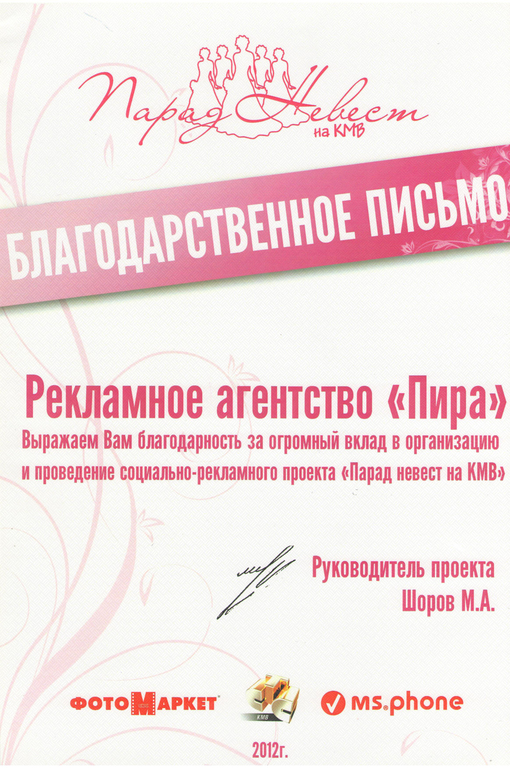 Парад Невест
на КМВ
БЛАГОДАРСТВЕННОЕ ПИСЬМО
Рекламное агентство «Пира»
Выражаем Вам благодарность за огромный вклад в организацию
и проведение социально-рекламного проекта «Парад невест на КМВ»
Руководитель проекта
Шоров М.А.
ФОТОМАРКЕТ
КМВ
ms.phone
2012г.